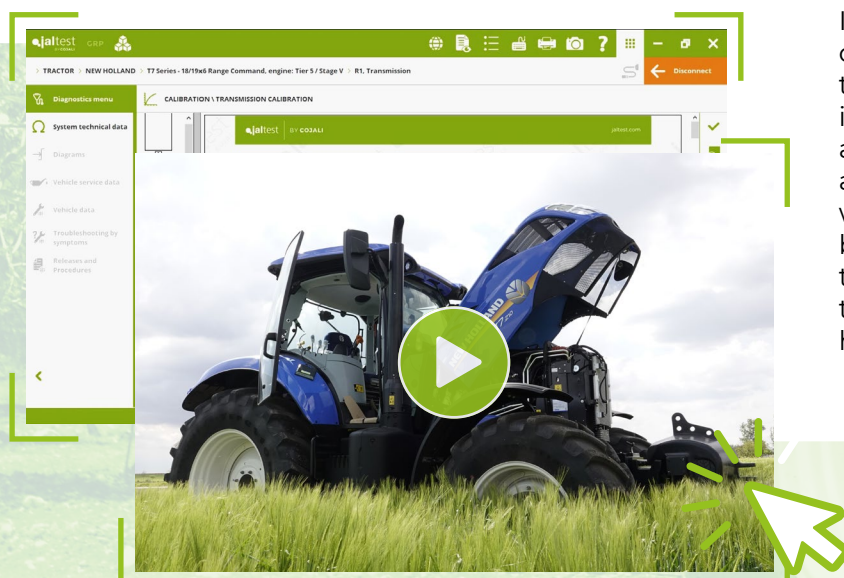 jaltest GRP
BY COJALI
TRACTOR > NEW HOLLAND > T7 Series - 18/19x6 Range Command, engine: Tier 5 / Stage V > R1. Transmission
Disconnect
Diagnostics menu
CALIBRATION \ TRANSMISSION CALIBRATION
System technical data
jaltest BY COJALI
jaltest.com
Diagrams
Vehicle service data
Vehicle data
Troubleshooting by
symptoms
Releases and
Procedures
NEW HOLLAND